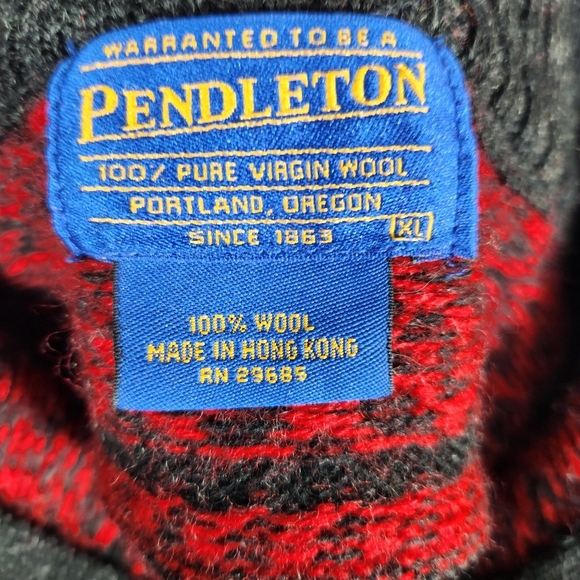 WARRANTED TO BE A
PENDLETON
100% PURE VIRGIN WOOL
PORTLAND, OREGON
SINCE 1863
XL
100% WOOL
MADE IN HONG KONG
RN 29685